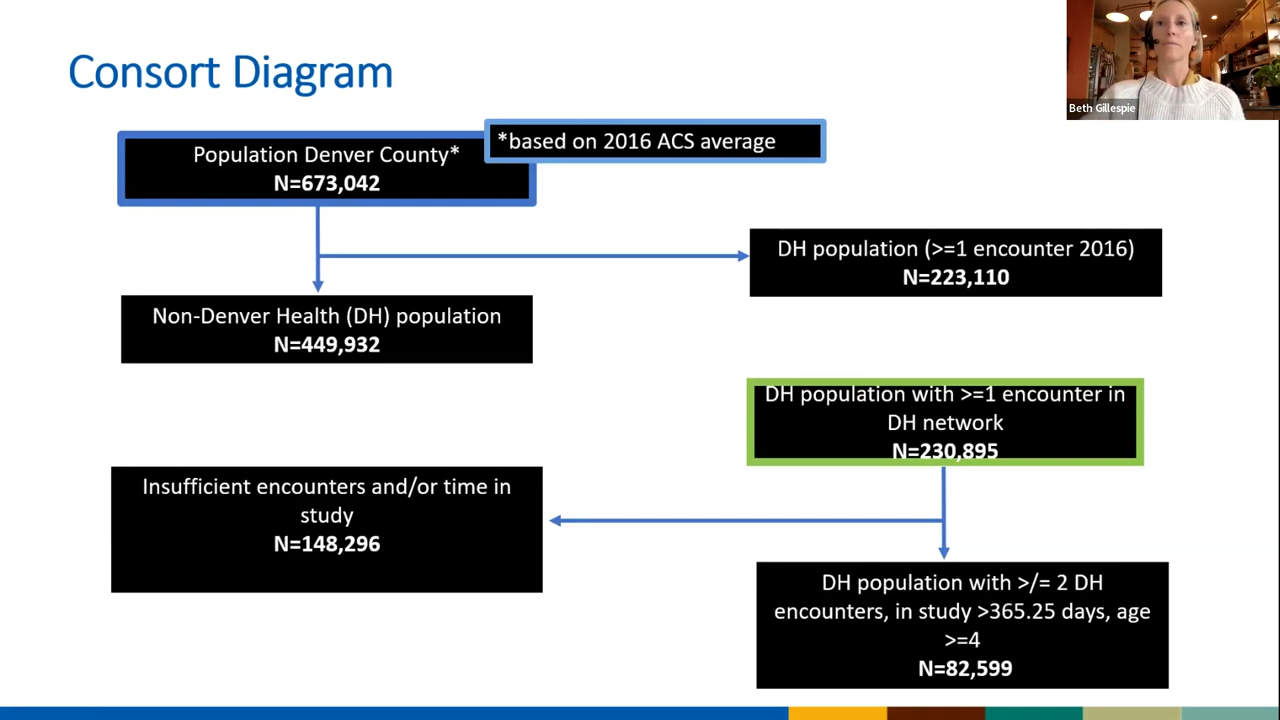 Consort Diagram
Beth Gillespie
Population Denver County*
N=673,042
*based on 2016 ACS average
DH population (>=1 encounter 2016)
N=223,110
Non-Denver Health (DH) population
N=449,932
DH population with >=1 encounter in
DH network
N=230,895
Insufficient encounters and/or time in
study
N=148,296
DH population with >/= 2 DH
encounters, in study >365.25 days, age
>=4
N=82,599